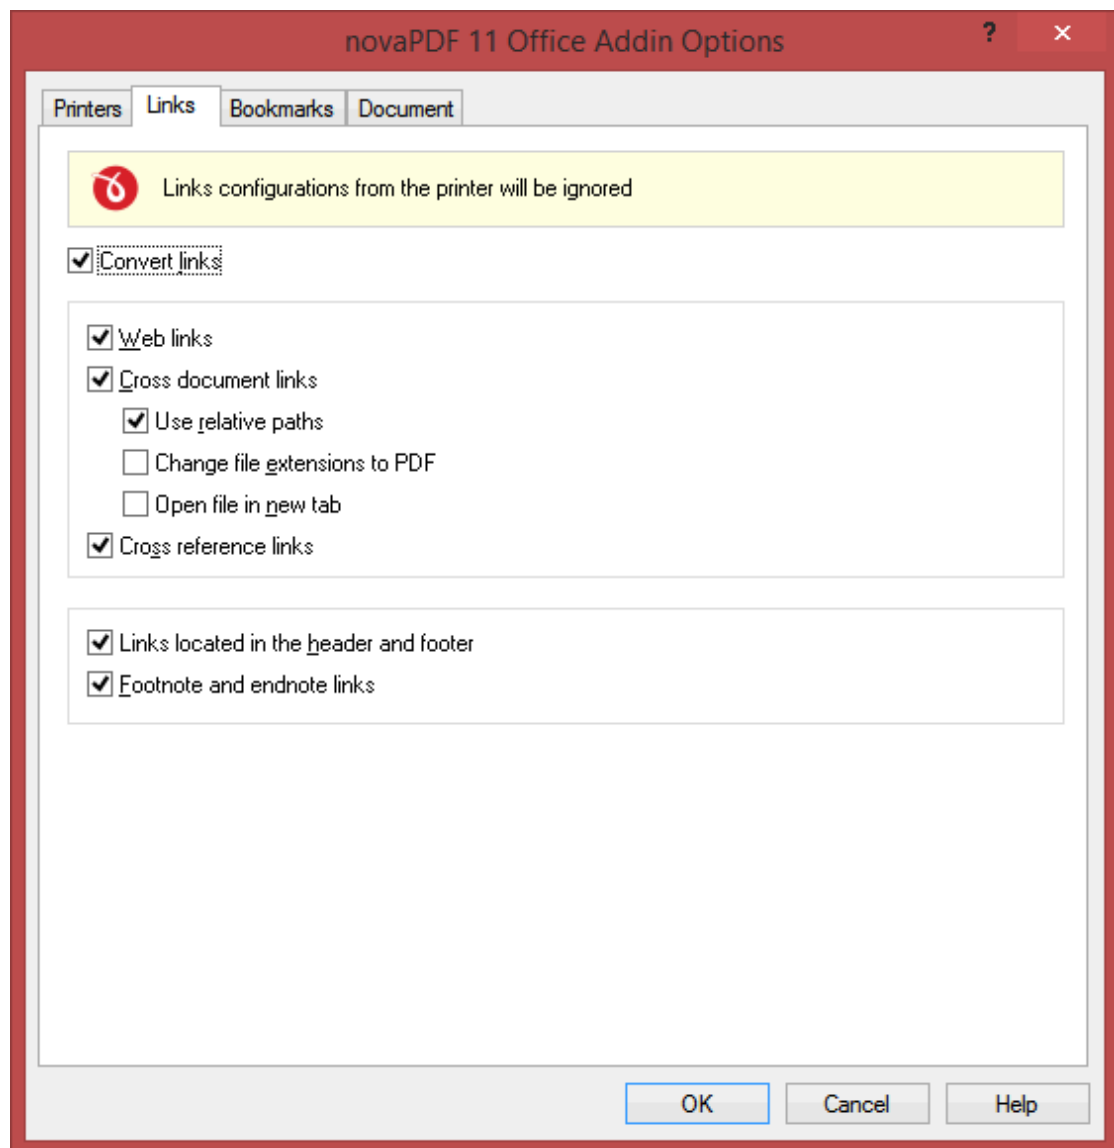 novaPDF 11 Office Addin Options
?
Printers Links Bookmarks Document
Links configurations from the printer will be ignored
Convert links
Web links
Cross document links
Use relative paths
Change file extensions to PDF
Open file in new tab
Cross reference links
Links located in the header and footer
Footnote and endnote links
OK Cancel Help